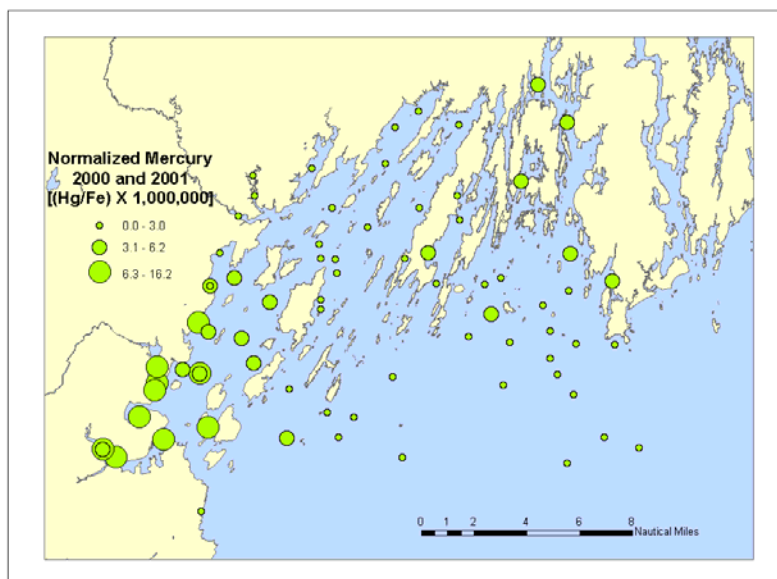 Normalized Mercury
2000 and 2001
[(Hg/Fe) X 1,000,000]
0.0 - 3.0
3.1 - 6.2
6.3 - 16.2
0 1 2 4 6 8
Nautical Miles